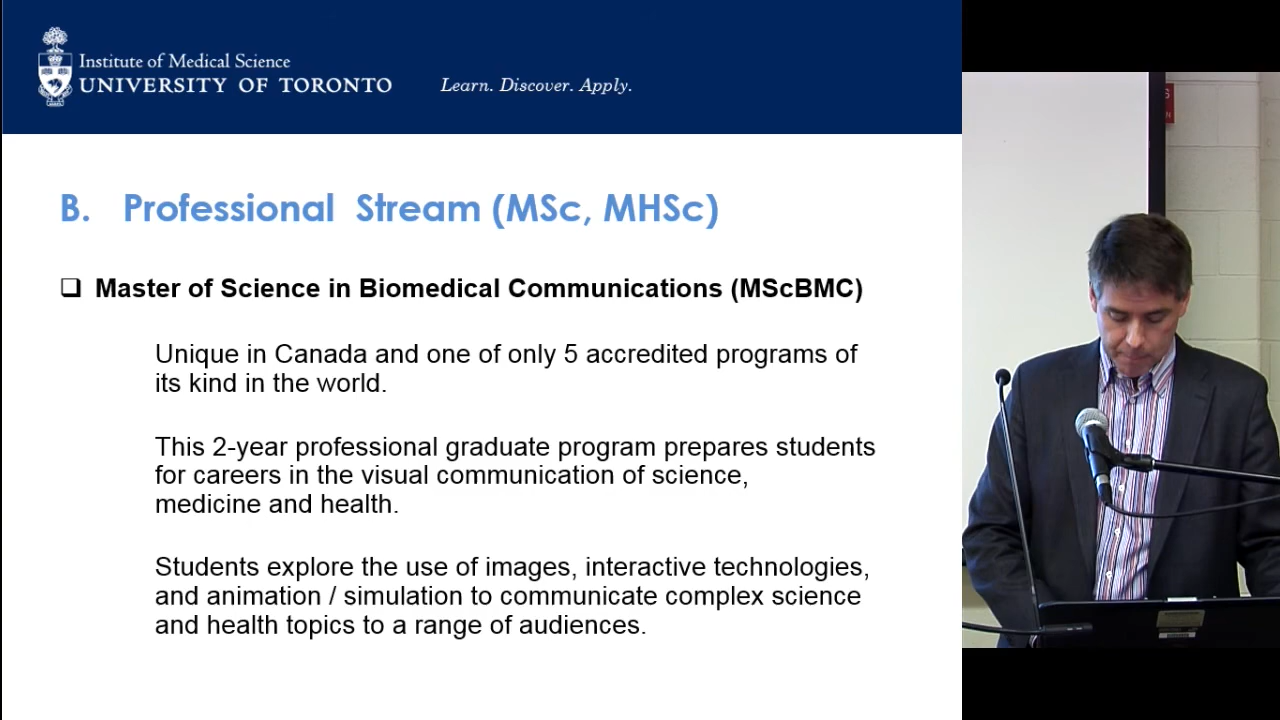 Institute of Medical Science
UNIVERSITY OF TORONTO
Learn. Discover. Apply.
B. Professional Stream (MSc, MHSc)
❑ Master of Science in Biomedical Communications (MScBMC)
Unique in Canada and one of only 5 accredited programs of
its kind in the world.
This 2-year professional graduate program prepares students
for careers in the visual communication of science,
medicine and health.
Students explore the use of images, interactive technologies,
and animation / simulation to communicate complex science
and health topics to a range of audiences.